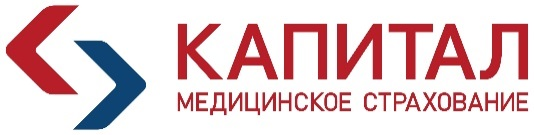 КАПИТАЛ
МЕДИЦИНСКОЕ СТРАХОВАНИЕ